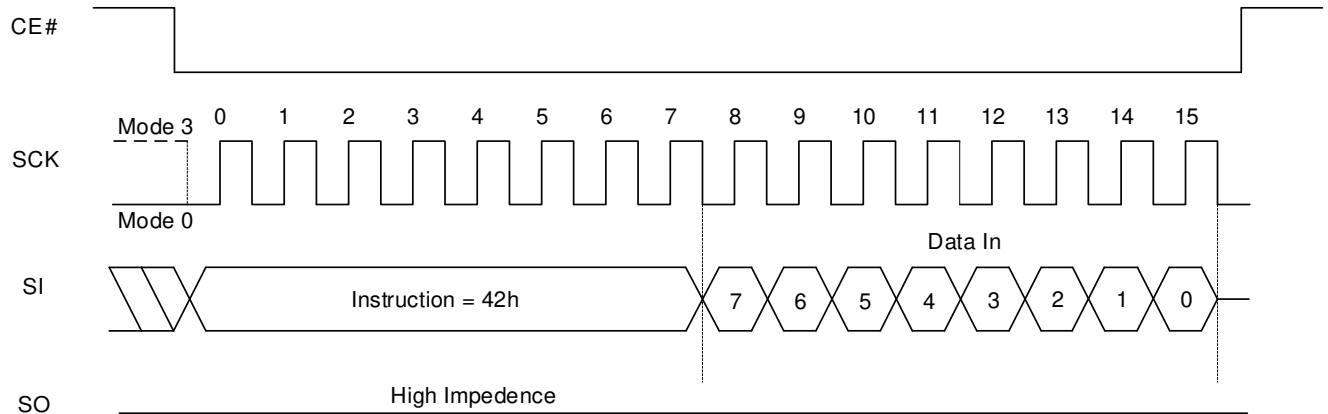 CE#
0 1 2 3 4 5 6 7 8 9 10 11 12 13 14 15
Mode 3
SCK
Mode 0
Data In
SI
Instruction = 42h 7 6 5 4 3 2 1 0
High Impedence
SO